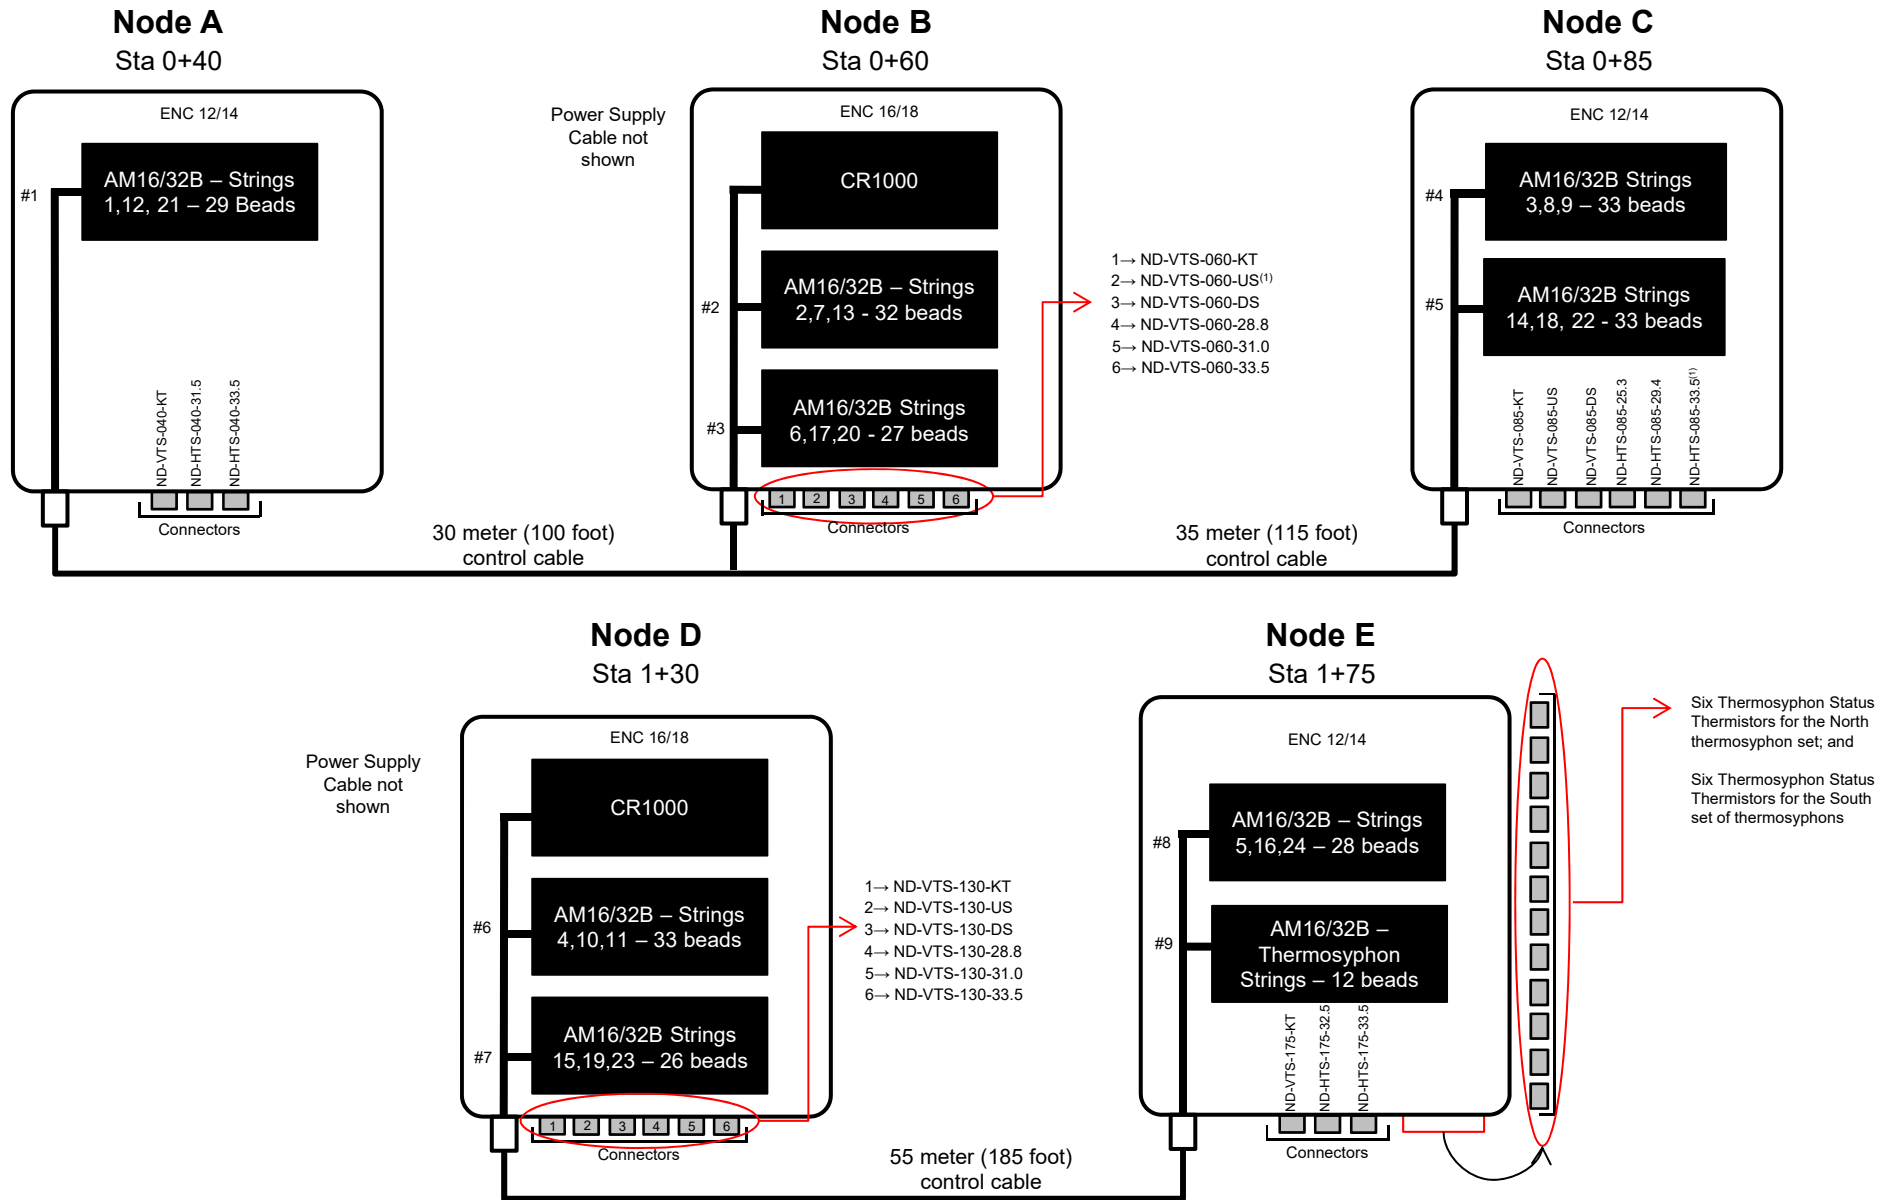 Node A
Sta 0+40
ENC 12/14
#1
AM16/32B – Strings
1,12, 21 – 29 Beads
ND-VTS-040-KT
ND-HTS-040-31.5
ND-HTS-040-33.5
Connectors
30 meter (100 foot)
control cable
Node B
Sta 0+60
Power Supply
Cable not
shown
ENC 16/18
CR1000
#2
AM16/32B – Strings
2,7,13 - 32 beads
#3
AM16/32B Strings
6,17,20 - 27 beads
1 2 3 4 5 6
Connectors
1→ ND-VTS-060-KT
2→ ND-VTS-060-US(1)
3→ ND-VTS-060-DS
4→ ND-VTS-060-28.8
5→ ND-VTS-060-31.0
6→ ND-VTS-060-33.5
35 meter (115 foot)
control cable
Node C
Sta 0+85
ENC 12/14
#4
AM16/32B Strings
3,8,9 – 33 beads
#5
AM16/32B Strings
14,18, 22 - 33 beads
ND-VTS-085-KT
ND-VTS-085-US
ND-VTS-085-DS
ND-HTS-085-25.3
ND-HTS-085-29.4
ND-HTS-085-33.5(1)
Connectors
Node D
Sta 1+30
Power Supply
Cable not
shown
ENC 16/18
CR1000
#6
AM16/32B – Strings
4,10,11 – 33 beads
#7
AM16/32B Strings
15,19,23 – 26 beads
1 2 3 4 5 6
Connectors
1→ ND-VTS-130-KT
2→ ND-VTS-130-US
3→ ND-VTS-130-DS
4→ ND-VTS-130-28.8
5→ ND-VTS-130-31.0
6→ ND-VTS-130-33.5
55 meter (185 foot)
control cable
Node E
Sta 1+75
ENC 12/14
#8
AM16/32B – Strings
5,16,24 – 28 beads
#9
AM16/32B –
Thermosyphon
Strings – 12 beads
ND-VTS-175-KT
ND-HTS-175-32.5
ND-HTS-175-33.5
Connectors
Six Thermosyphon Status
Thermistors for the North
thermosyphon set; and
Six Thermosyphon Status
Thermistors for the South
set of thermosyphons